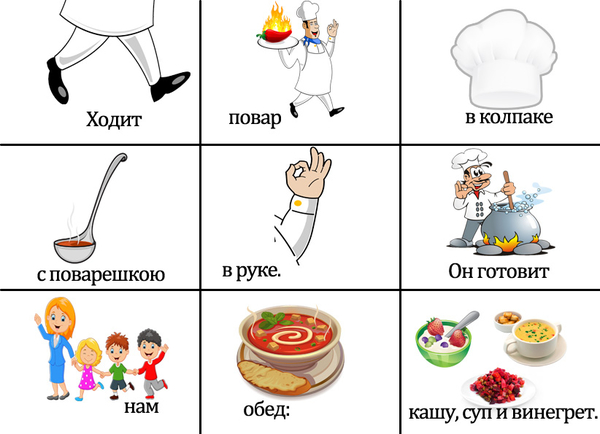 Ходит
повар
в колпаке
с поварешкою
в руке.
Он готовит
нам
обед:
кашу, суп и винегрет.